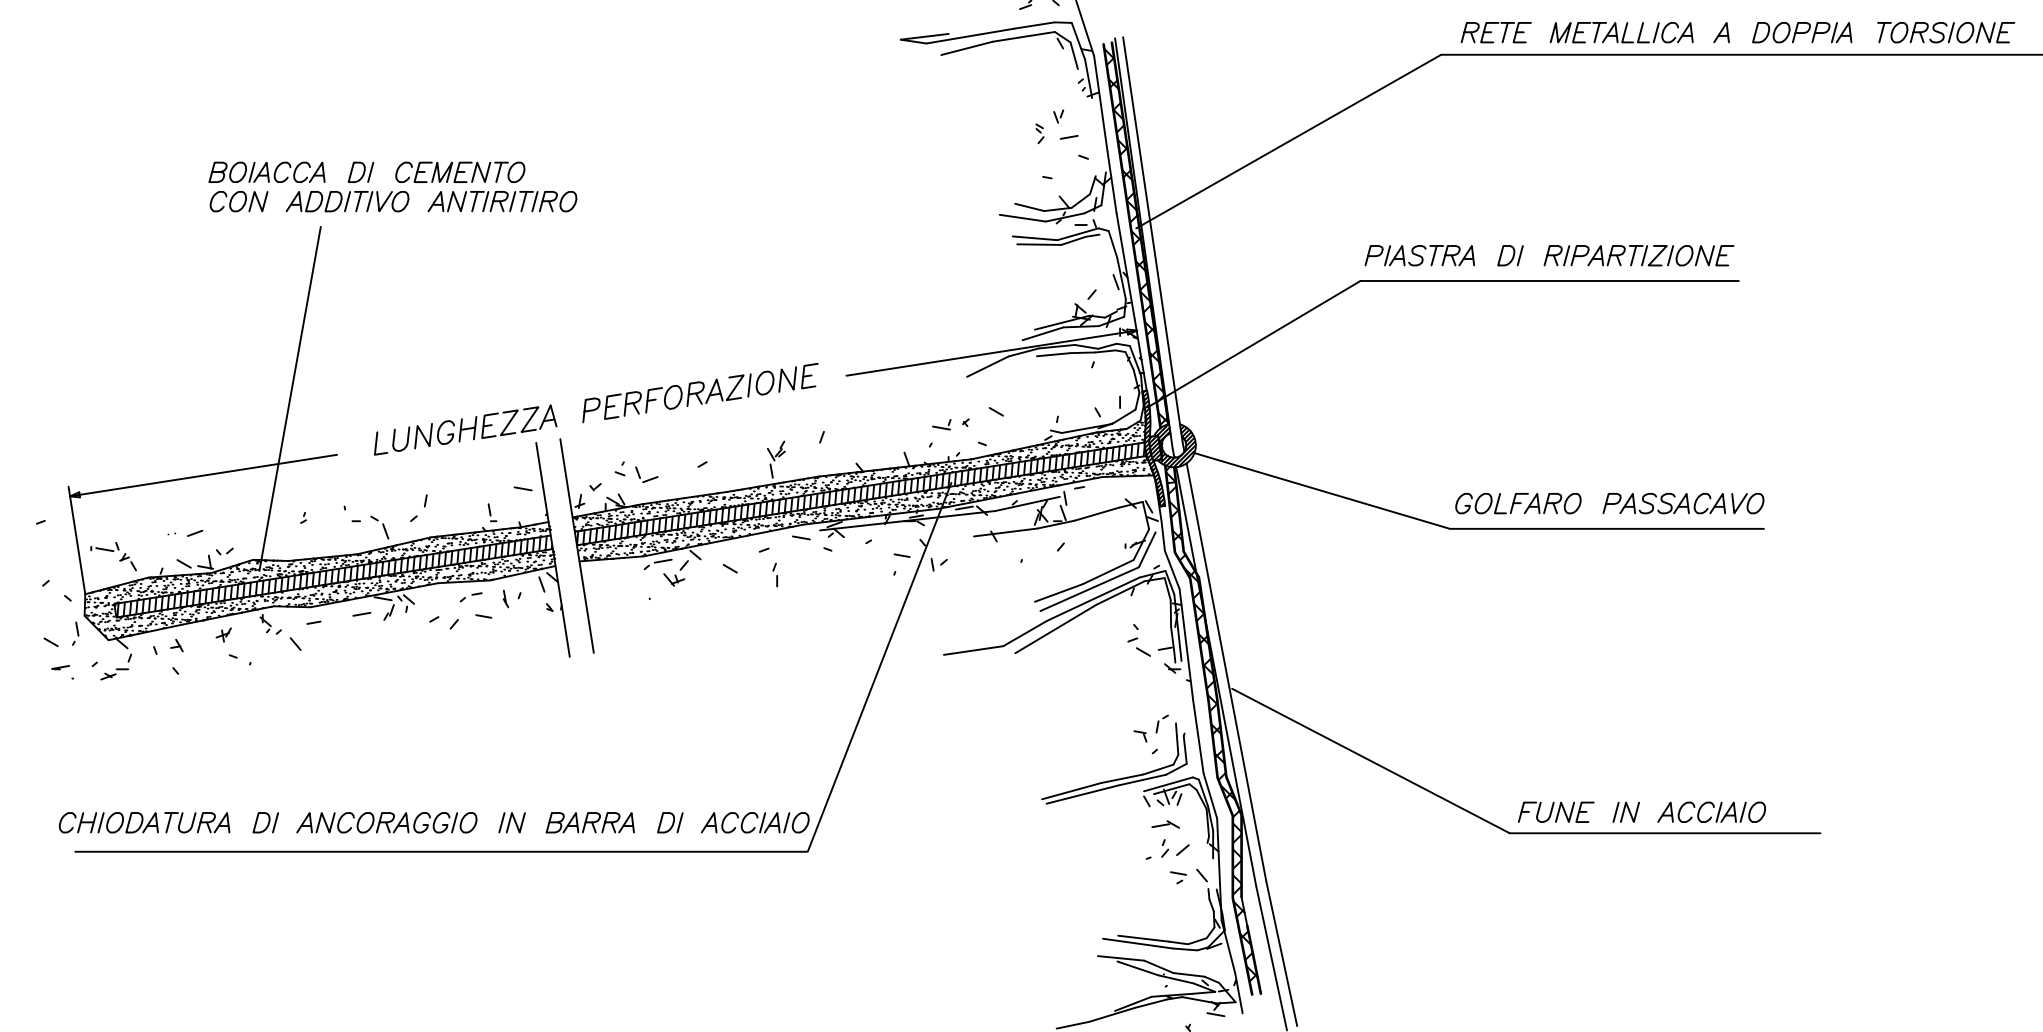 RETE METALLICA A DOPPIA TORSIONE
BOIACCA DI CEMENTO
CON ADDITIVO ANTIRITIRO
PIASTRA DI RIPARTIZIONE
LUNGHEZZA PERFORAZIONE
GOLFARO PASSACAVO
CHIODATURA DI ANCORAGGIO IN BARRA DI ACCIAIO
FUNE IN ACCIAIO